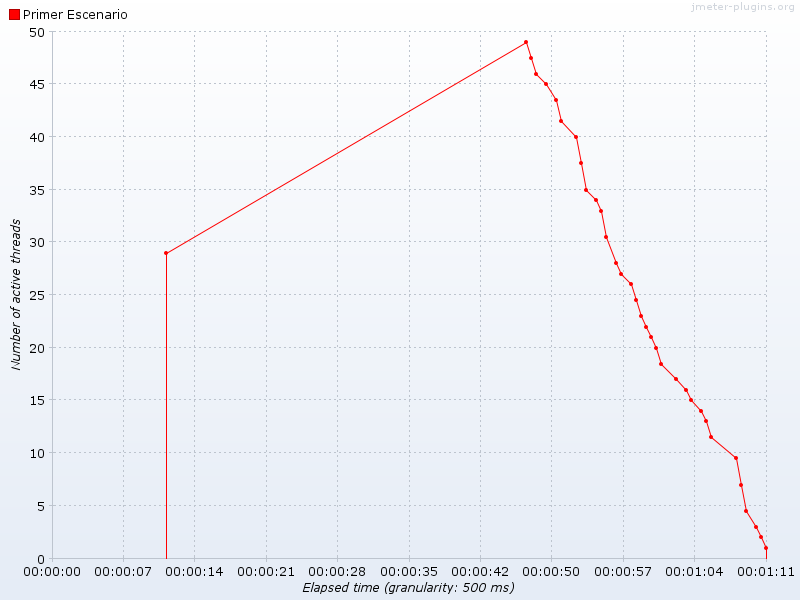 jmeter-plugins.org
Primer Escenario
50
45
40
35
30
25
20
15
10
5
0
Number of active threads
00:00:00 00:00:07 00:00:14 00:00:21 00:00:28 00:00:35 00:00:42 00:00:50 00:00:57 00:01:04 00:01:11
Elapsed time (granularity: 500 ms)